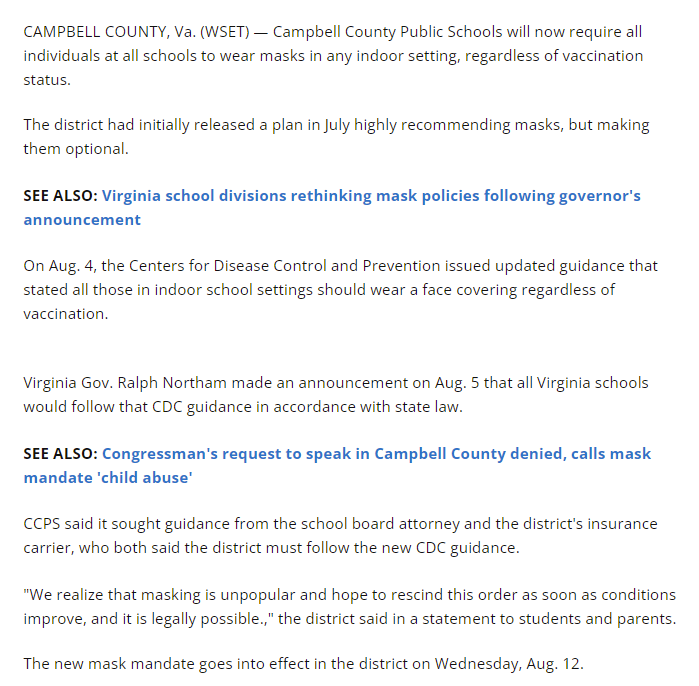 CAMPBELL COUNTY, Va. (WSET) — Campbell County Public Schools will now require all
individuals at all schools to wear masks in any indoor setting, regardless of vaccination
status.
The district had initially released a plan in July highly recommending masks, but making
them optional.
SEE ALSO: Virginia school divisions rethinking mask policies following governor's
announcement
On Aug. 4, the Centers for Disease Control and Prevention issued updated guidance that
stated all those in indoor school settings should wear a face covering regardless of
vaccination.
Virginia Gov. Ralph Northam made an announcement on Aug. 5 that all Virginia schools
would follow that CDC guidance in accordance with state law.
SEE ALSO: Congressman's request to speak in Campbell County denied, calls mask
mandate 'child abuse'
CCPS said it sought guidance from the school board attorney and the district's insurance
carrier, who both said the district must follow the new CDC guidance.
"We realize that masking is unpopular and hope to rescind this order as soon as conditions
improve, and it is legally possible.," the district said in a statement to students and parents.
The new mask mandate goes into effect in the district on Wednesday, Aug. 12.